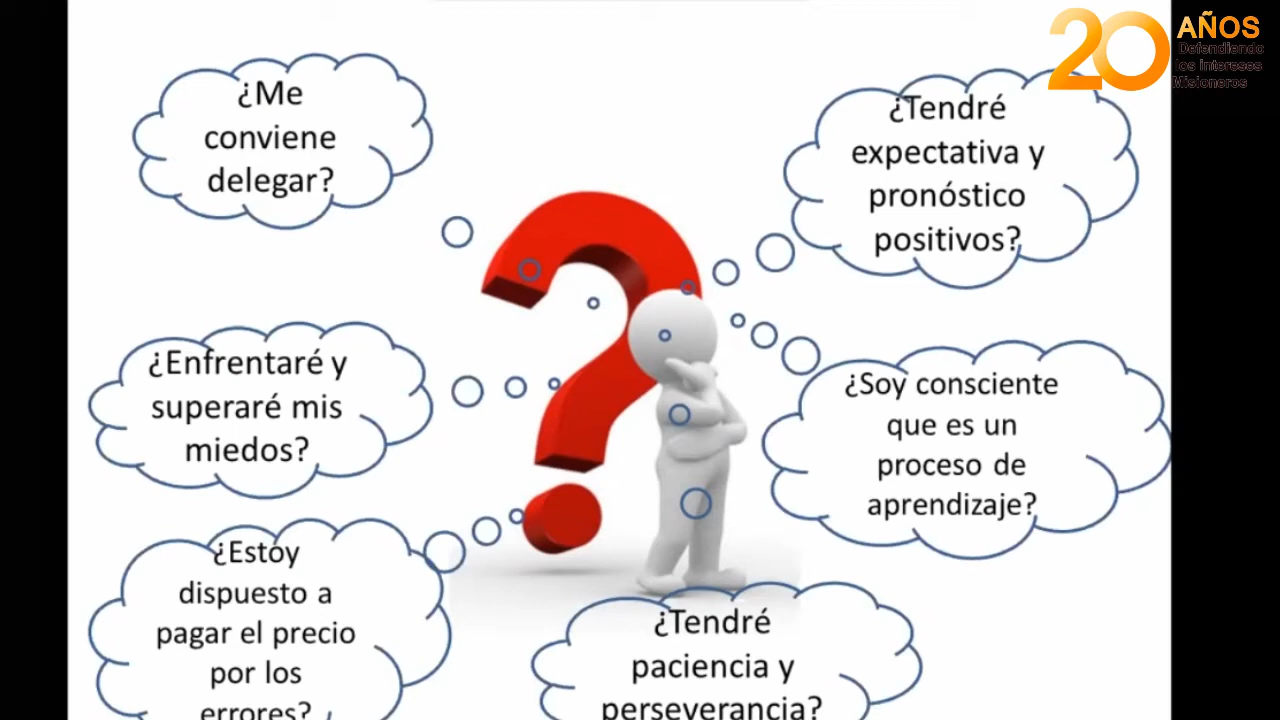 20 AÑOS
Defendiendo
los intereses
Misioneros
¿Me
conviene
delegar?
¿Tendré
expectativa y
pronóstico
positivos?
¿Enfrentaré y
superaré mis
miedos?
¿Soy consciente
que es un
proceso de
aprendizaje?
¿Estoy
dispuesto a
pagar el precio
por los
errores?
¿Tendré
paciencia y
perseverancia?